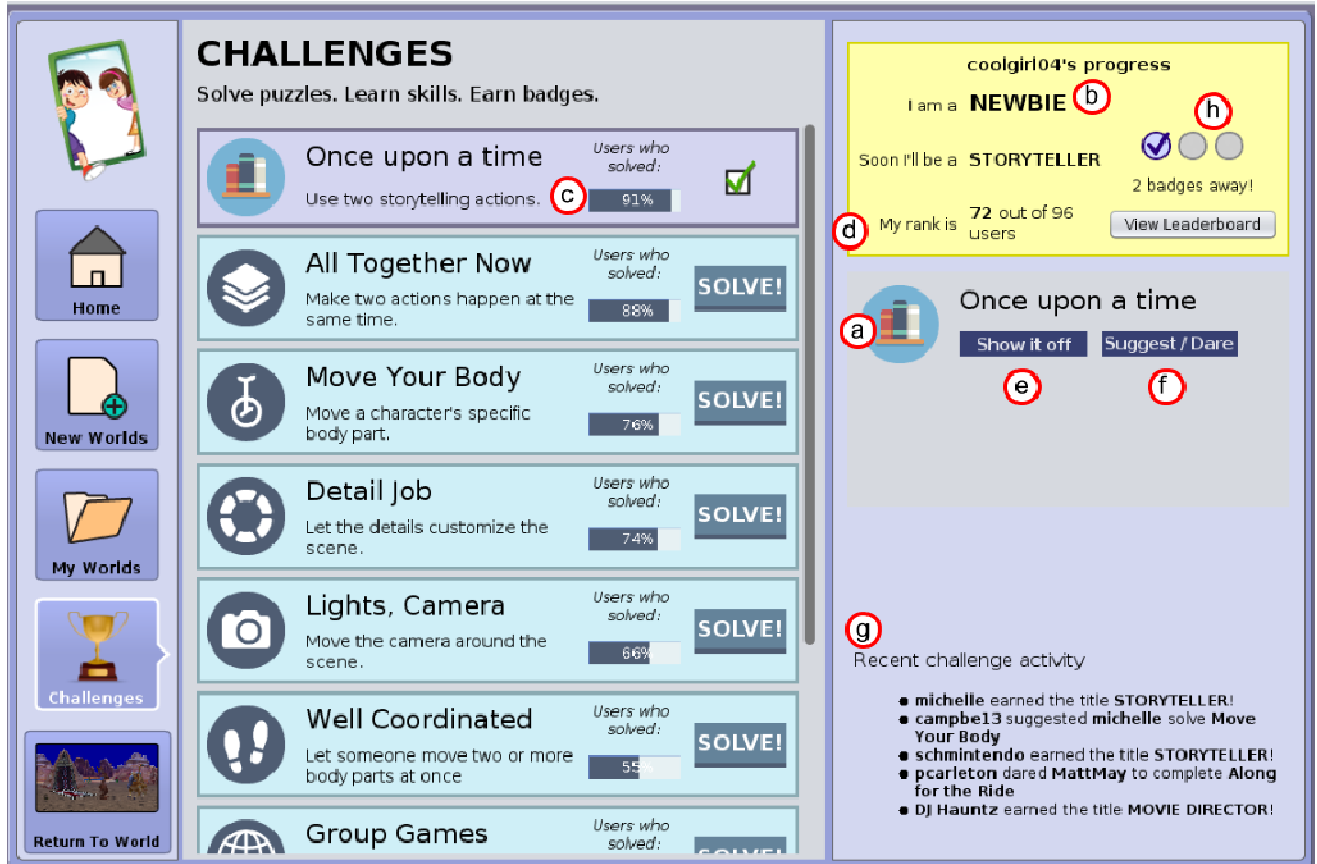 CHALLENGES
Solve puzzles. Learn skills. Earn badges.
Home
New Worlds
My Worlds
Challenges
Return To World
Once upon a time
Use two storytelling actions.
c
Users who
solved:
91%
All Together Now
Make two actions happen at the
same time.
Users who
solved:
88%
SOLVE!
Move Your Body
Move a character's specific
body part.
Users who
solved:
76%
SOLVE!
Detail Job
Let the details customize the
scene.
Users who
solved:
74%
SOLVE!
Lights, Camera
Move the camera around the
scene.
Users who
solved:
66%
SOLVE!
Well Coordinated
Let someone move two or more
body parts at once
Users who
solved:
55%
SOLVE!
Group Games
Users who
solved:
SOLVE!
coolgirl04's progress
I am a NEWBIE b
h
Soon I'll be a STORYTELLER
2 badges away!
d
My rank is 72 out of 96
users
View Leaderboard
a
Once upon a time
Show it off
Suggest / Dare
e
f
g
Recent challenge activity
michelle earned the title STORYTELLER!
campbe13 suggested michelle solve Move
Your Body
schmintendo earned the title STORYTELLER!
pcarleton dared MattMay to complete Along
for the Ride
DJ Hauntz earned the title MOVIE DIRECTOR!